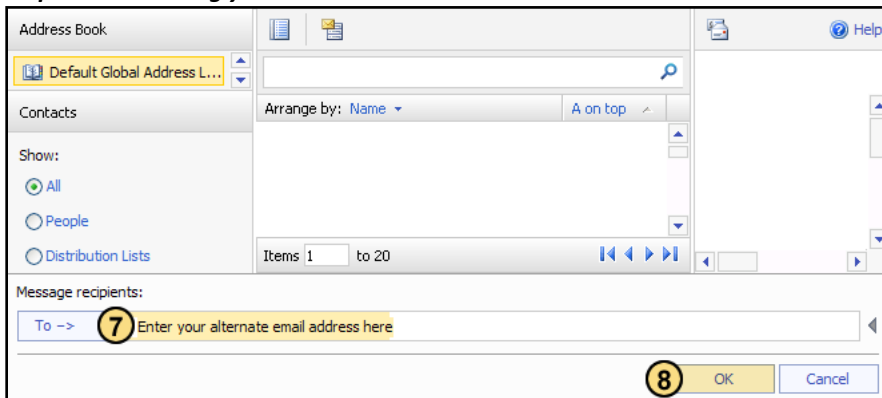 Address Book
Help
Default Global Address L...
Contacts
Arrange by: Name
A on top
Show:
All
People
Distribution Lists
Items 1 to 20
Message recipients:
To -> 7 Enter your alternate email address here
8 OK Cancel